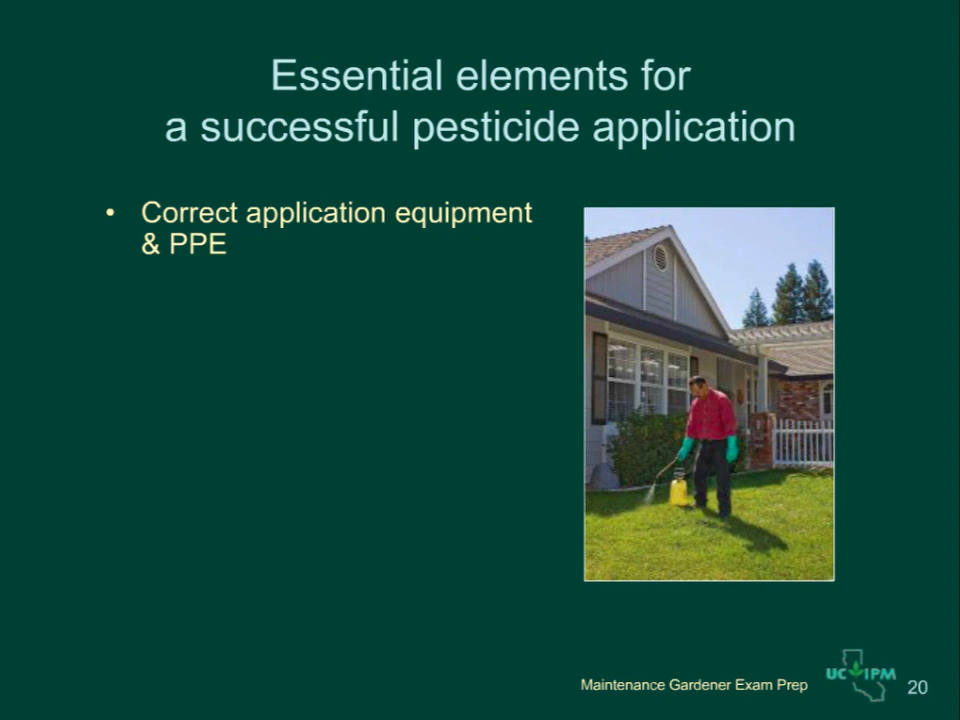 Essential elements for
a successful pesticide application
• Correct application equipment
& PPE
Maintenance Gardener Exam Prep
UC IPM
20